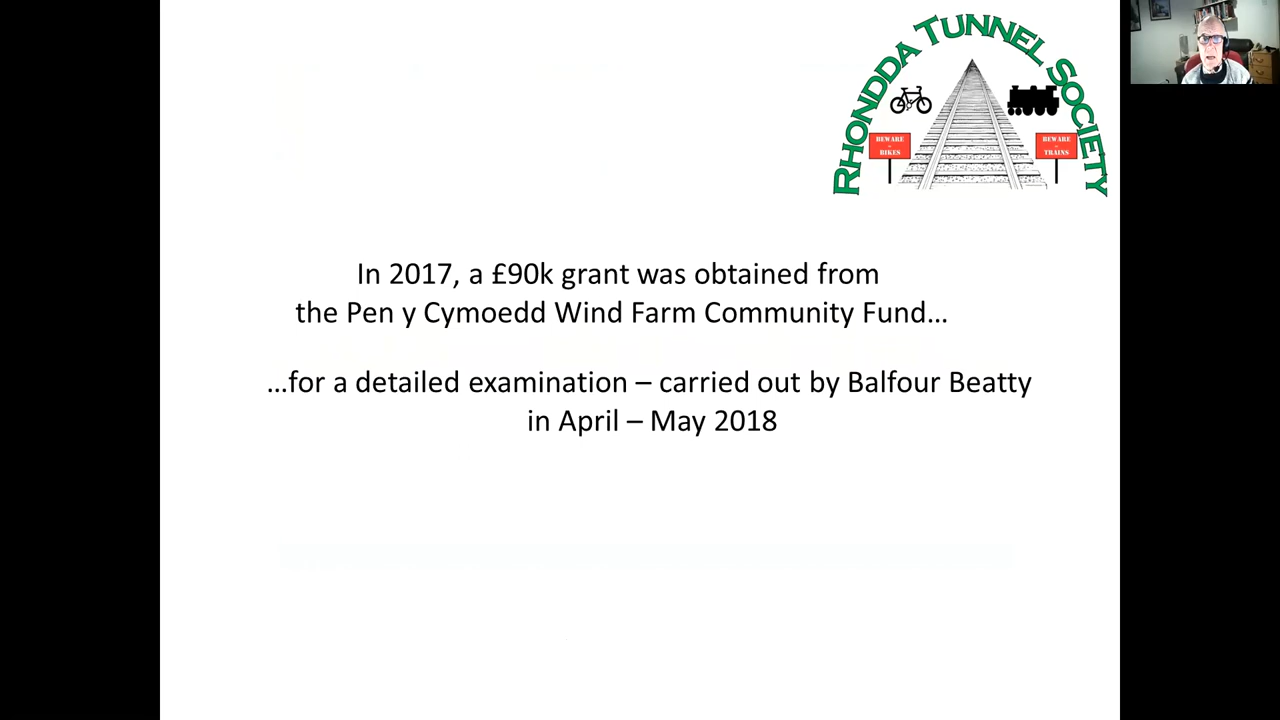 RHONDDA TUNNEL SOCIETY
BEWARE
BIKES
BEWARE
TRAINS
In 2017, a £90k grant was obtained from
the Pen y Cymoedd Wind Farm Community Fund…
…for a detailed examination – carried out by Balfour Beatty
in April – May 2018